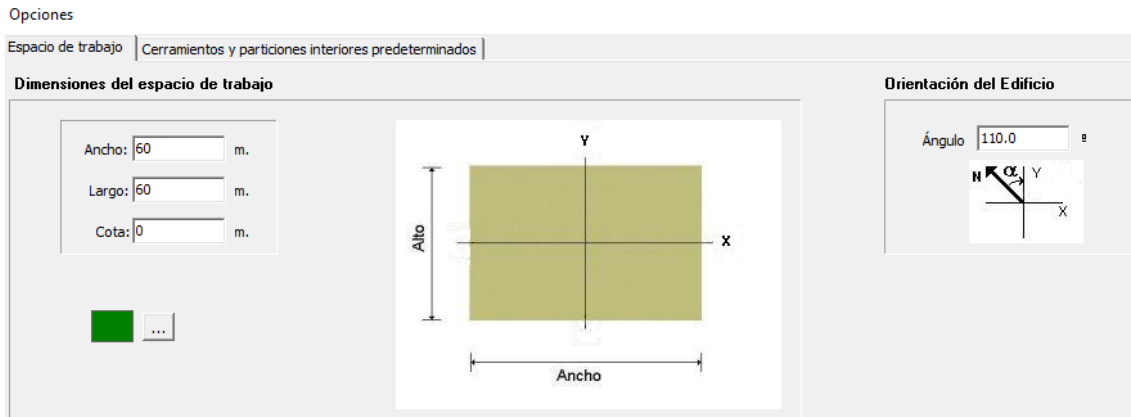 Opciones
Espacio de trabajo
Cerramientos y particiones interiores predeterminados
Dimensiones del espacio de trabajo
Ancho: 60 m.
Largo: 60 m.
Cota: 0 m.
...
Y
X
Alto
Ancho
Orientación del Edificio
Ángulo 110.0 º
N α Y
X